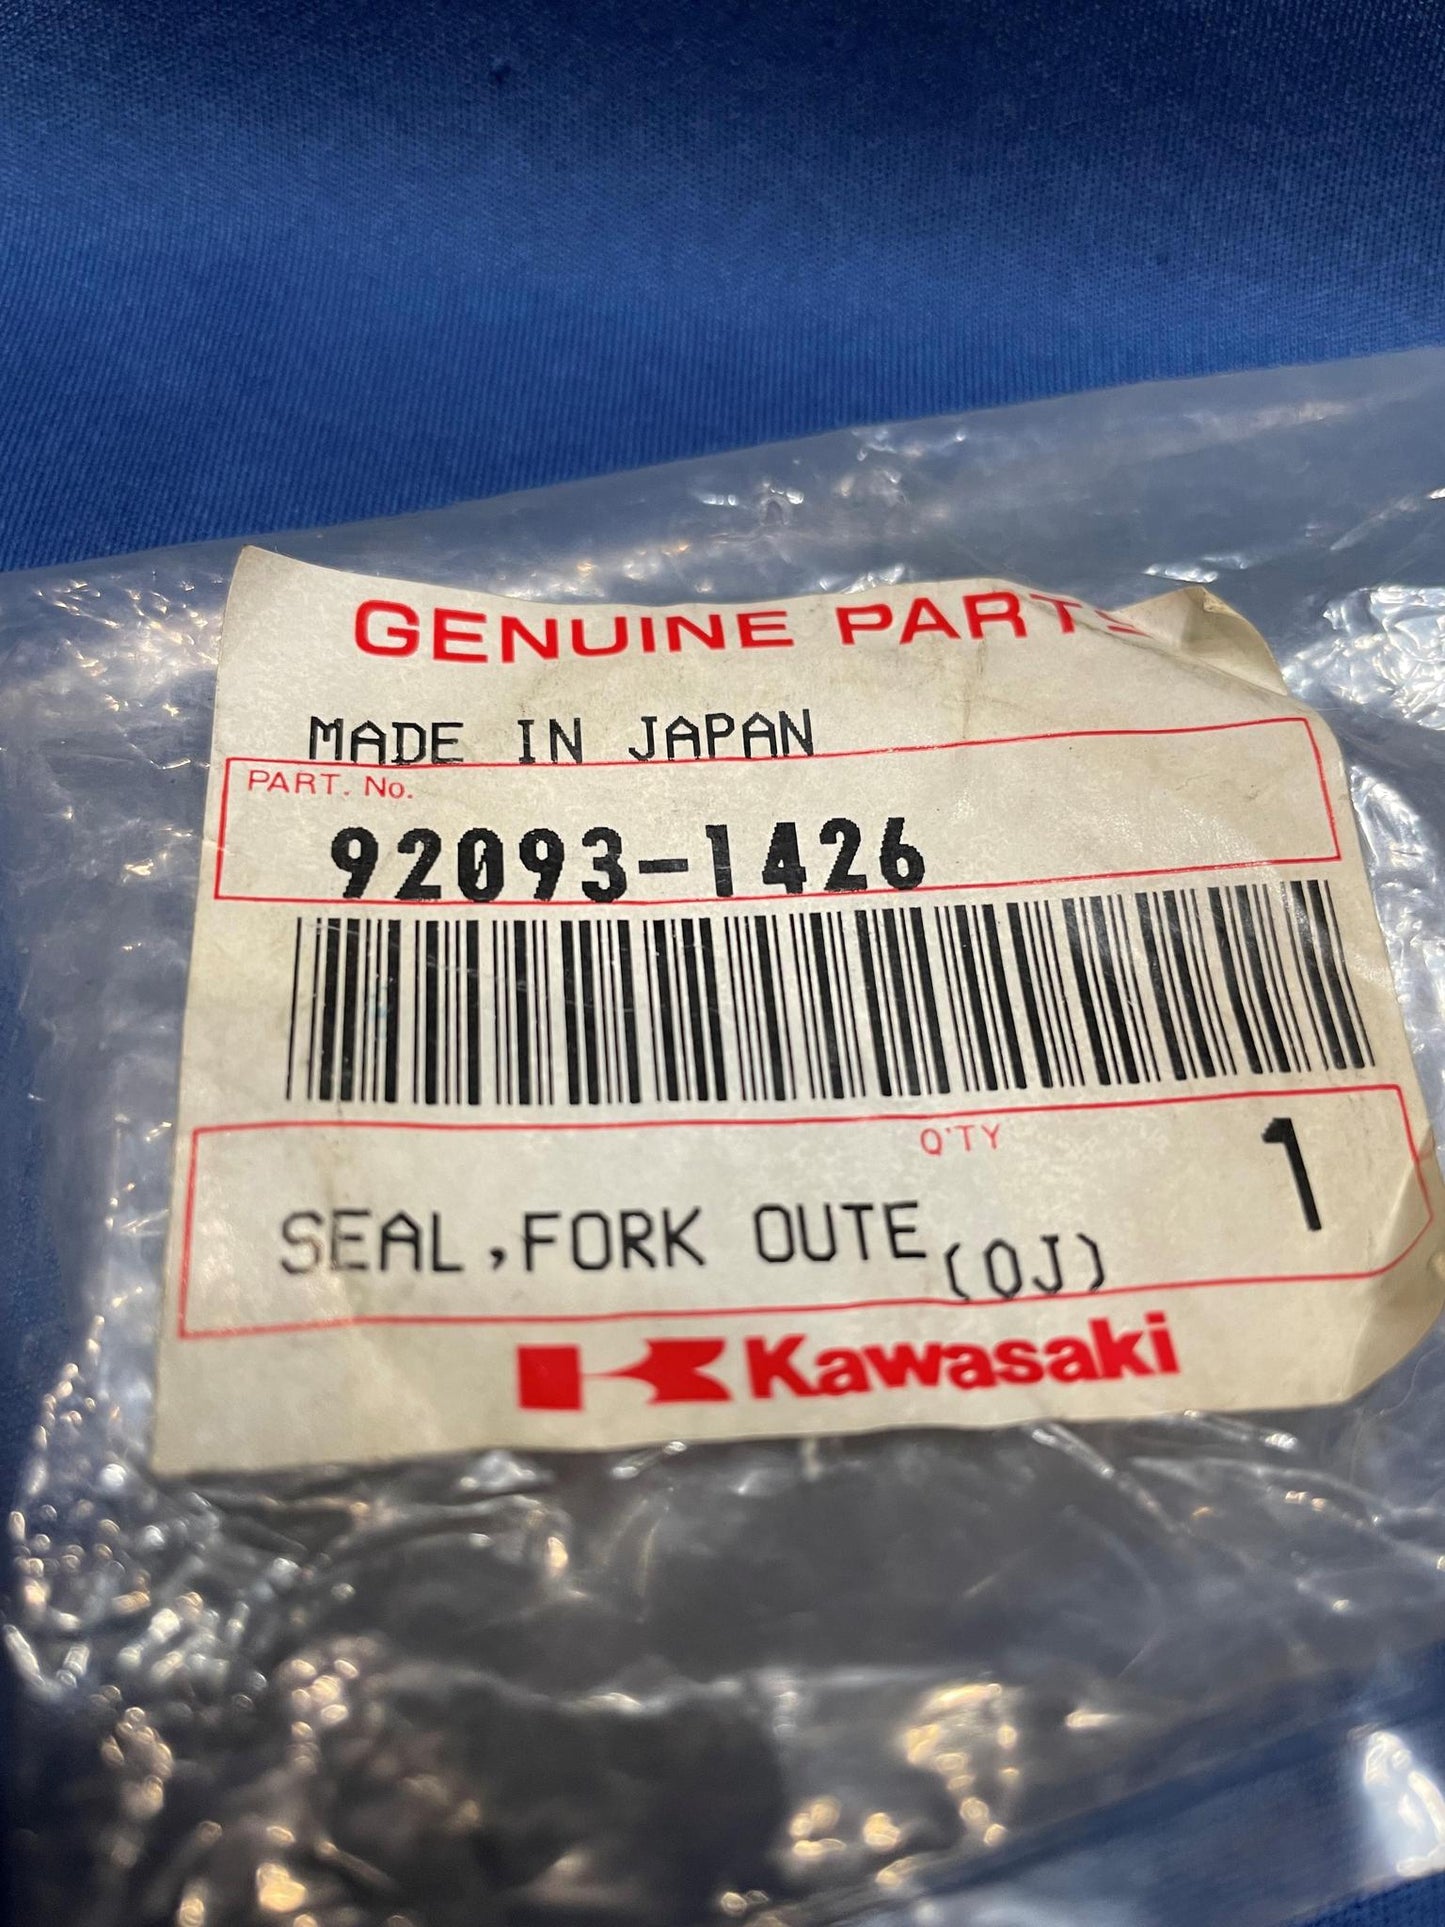 GENUINE PARTS
MADE IN JAPAN
PART. No.
92093-1426
Q'TY 1
SEAL,FORK OUTE(OJ)
Kawasaki